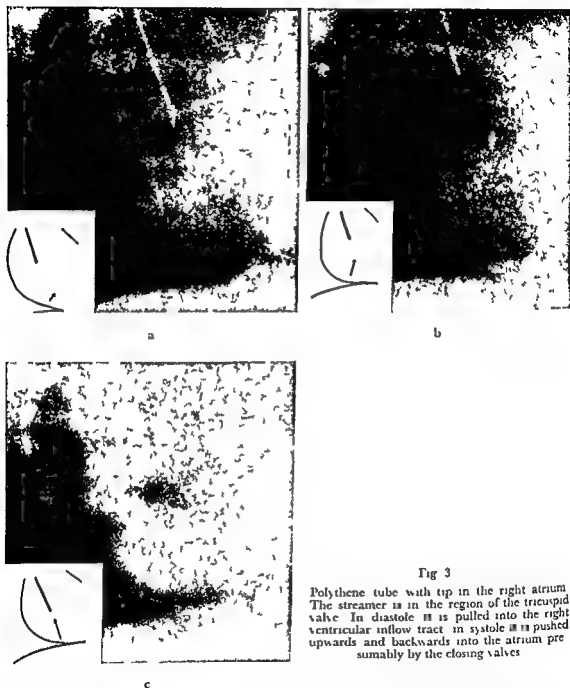 a
b
c
Fig 3
Polythene tube with tip in the right atrium
The streamer is in the region of the tricuspid
valve In diastole is pulled into the right
ventricular inflow tract in systole is pushed
upwards and backwards into the atrium pre
sumably by the closing valves